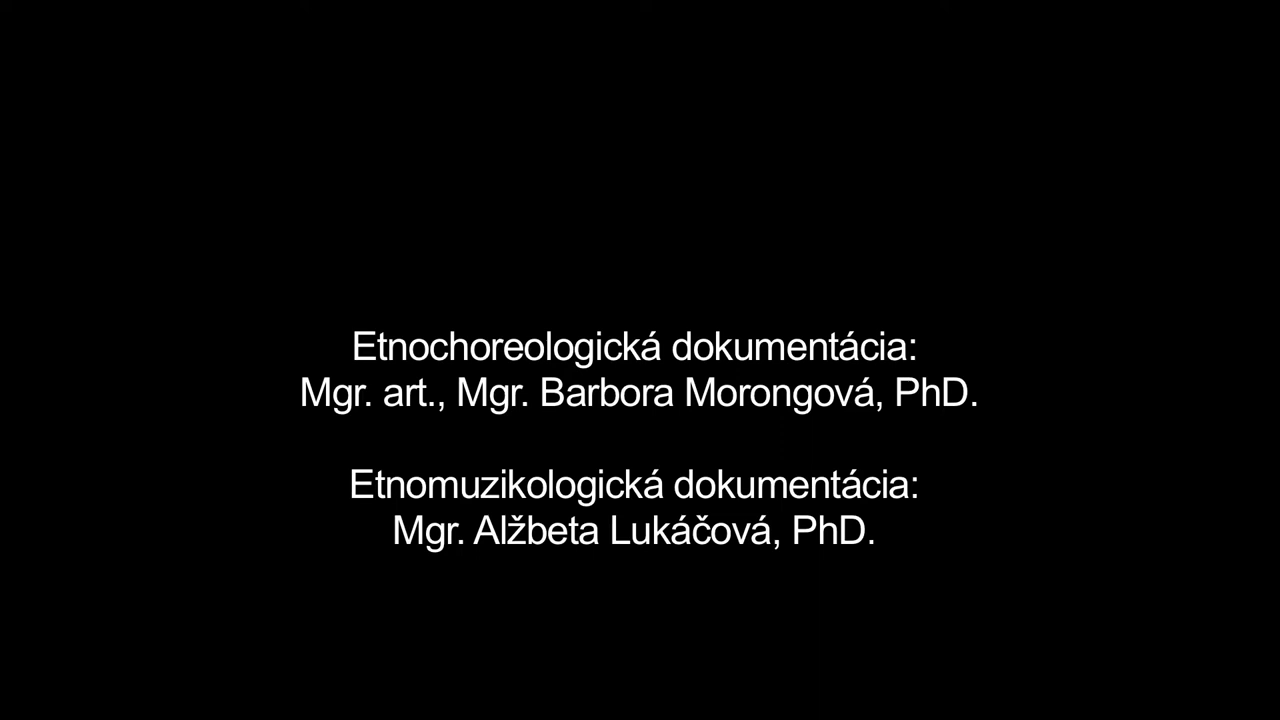 Etnochoreologická dokumentácia:
Mgr. art., Mgr. Barbora Morongová, PhD.
Etnomuzikologická dokumentácia:
Mgr. Alžbeta Lukáčová, PhD.